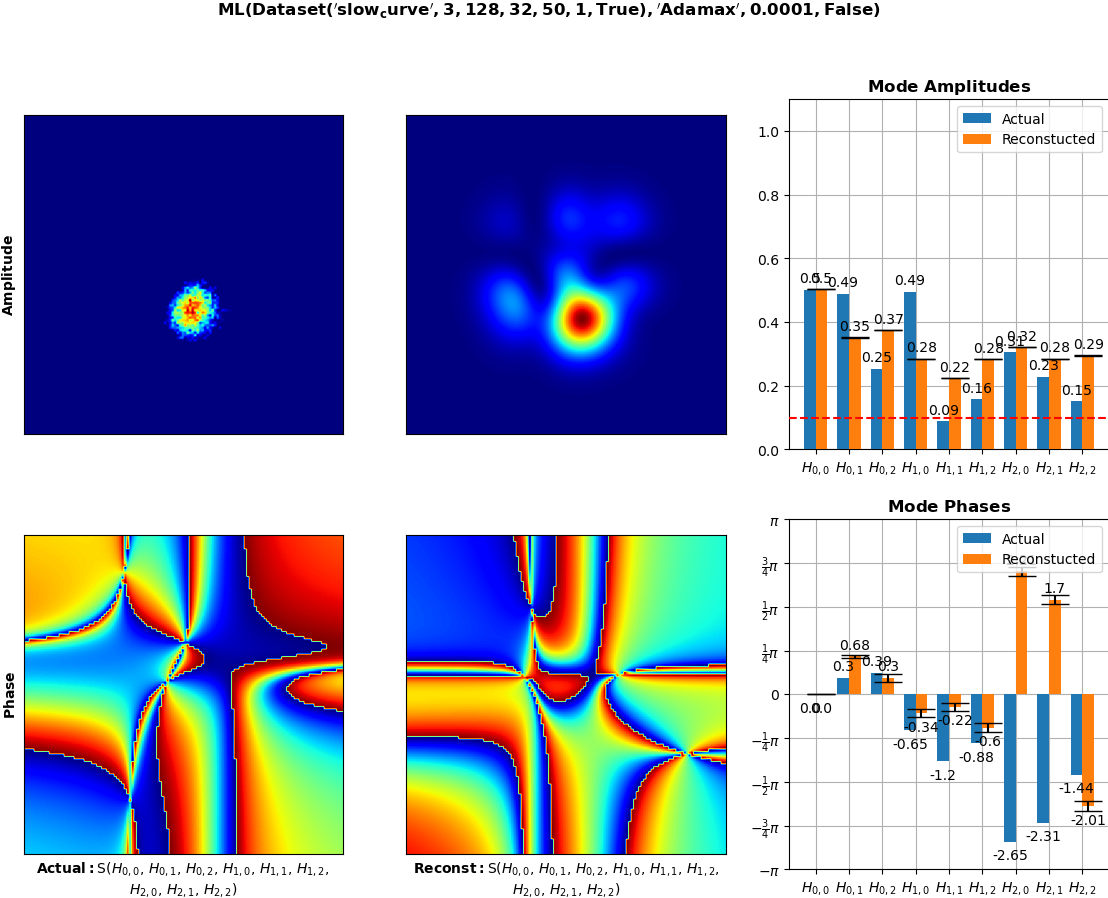 ML(Dataset('slow_curve', 3, 128, 32, 50, 1, True), 'Adamax', 0.0001, False)
Amplitude
Mode Amplitudes
Actual
Reconstucted
1.0
0.8
0.6
0.4
0.2
0.0
0.5 0.5 0.49 0.35 0.25 0.37 0.49 0.28 0.09 0.22 0.16 0.28 0.31 0.32 0.23 0.28 0.15 0.29
H0,0 H0,1 H0,2 H1,0 H1,1 H1,2 H2,0 H2,1 H2,2
Phase
Mode Phases
Actual
Reconstucted
π
3/4π
1/2π
1/4π
0
−1/4π
−1/2π
−3/4π
−π
0.0 0.0 0.3 0.68 0.39 0.3 -0.65 -0.34 -1.2 -0.22 -0.88 -0.6 -2.65 -2.31 1.7 -1.44 -2.01
H0,0 H0,1 H0,2 H1,0 H1,1 H1,2 H2,0 H2,1 H2,2
Actual: S(H0,0, H0,1, H0,2, H1,0, H1,1, H1,2,
H2,0, H2,1, H2,2)
Reconst: S(H0,0, H0,1, H0,2, H1,0, H1,1, H1,2,
H2,0, H2,1, H2,2)